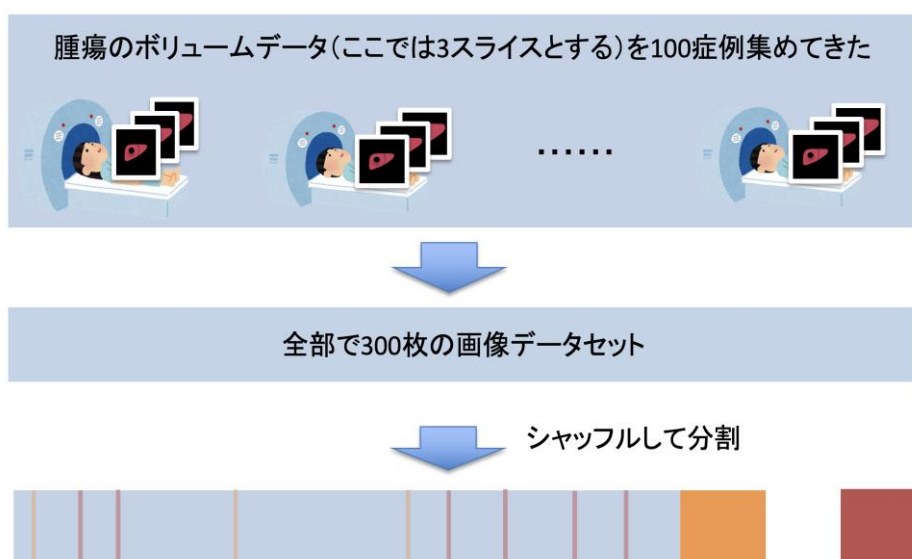 腫瘍のボリュームデータ(ここでは3スライスとする)を100症例集めてきた
……
全部で300枚の画像データセット
シャッフルして分割